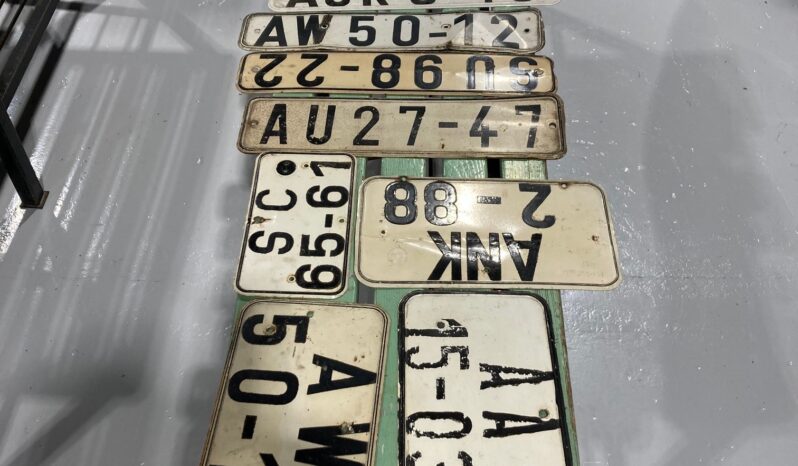 AW 50-12
SU 98-22
AU 27-47
SC
65-61
ANK
2-88
AW
50-
AA
15-03